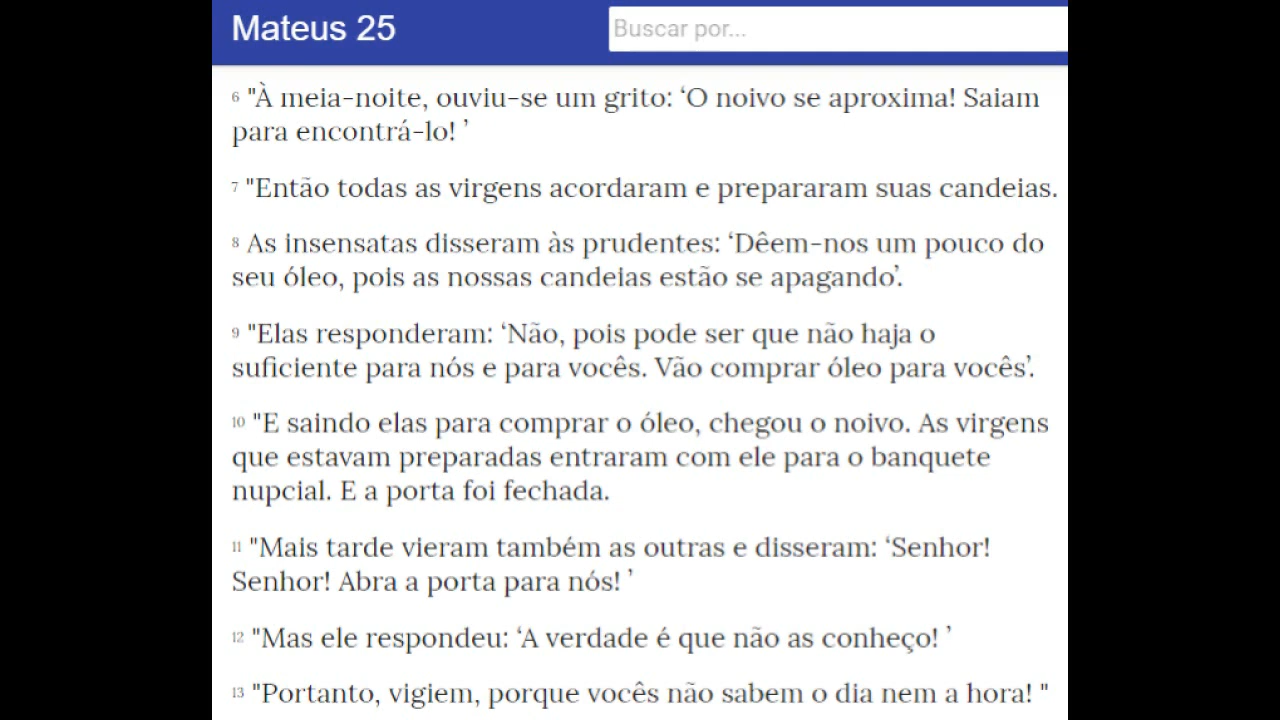 Mateus 25
Buscar por...
6 "À meia-noite, ouviu-se um grito: ‘O noivo se aproxima! Saiam
para encontrá-lo! ’
7 "Então todas as virgens acordaram e prepararam suas candeias.
8 As insensatas disseram às prudentes: ‘Dêem-nos um pouco do
seu óleo, pois as nossas candeias estão se apagando’.
9 "Elas responderam: ‘Não, pois pode ser que não haja o
suficiente para nós e para vocês. Vão comprar óleo para vocês’.
10 "E saindo elas para comprar o óleo, chegou o noivo. As virgens
que estavam preparadas entraram com ele para o banquete
nupcial. E a porta foi fechada.
11 "Mais tarde vieram também as outras e disseram: ‘Senhor!
Senhor! Abra a porta para nós! ’
12 "Mas ele respondeu: ‘A verdade é que não as conheço! ’
13 "Portanto, vigiem, porque vocês não sabem o dia nem a hora! "